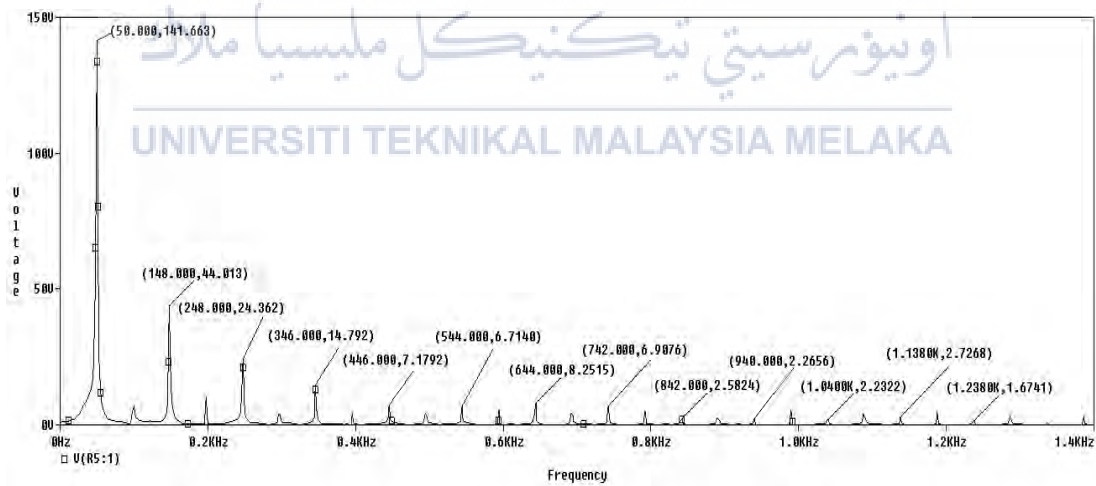 150V
(50.000,141.663)
اونيۏرسيتي تيكنيكل مليسيا ملاك
UNIVERSITI TEKNIKAL MALAYSIA MELAKA
100V
Voltage
50V
(148.000,44.013)
(248.000,24.362)
(346.000,14.792)
(446.000,7.1792)
(544.000,6.7140)
(644.000,8.2515)
(742.000,6.9076)
(842.000,2.5824)
(940.000,2.2656)
(1.0400K,2.2322)
(1.1380K,2.7268)
(1.2380K,1.6741)
0V
0Hz
0.2KHz
0.4KHz
0.6KHz
0.8KHz
1.0KHz
1.2KHz
1.4KHz
V(R5:1)
Frequency